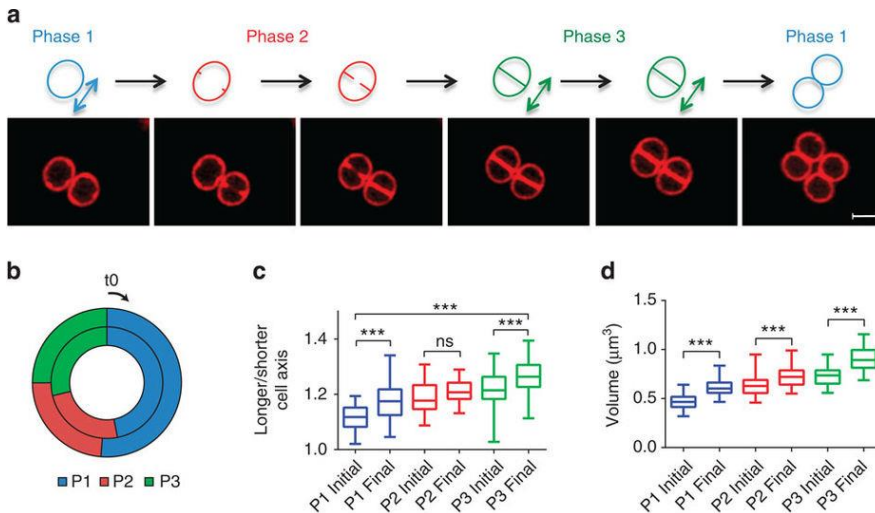 a
Phase 1
Phase 2
Phase 3
Phase 1
b
t0
P1 P2 P3
c
Longer/shorter
cell axis
1.4
1.2
1.0
***
***
ns
***
P1 Initial
P1 Final
P2 Initial
P2 Final
P3 Initial
P3 Final
d
Volume (μm³)
1.5
1.0
0.5
0.0
***
***
***
P1 Initial
P1 Final
P2 Initial
P2 Final
P3 Initial
P3 Final